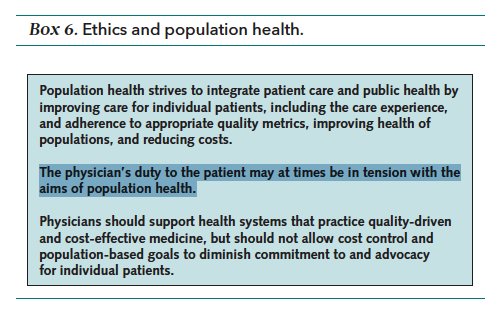 Box 6. Ethics and population health.
Population health strives to integrate patient care and public health by
improving care for individual patients, including the care experience,
and adherence to appropriate quality metrics, improving health of
populations, and reducing costs.
The physician's duty to the patient may at times be in tension with the
aims of population health.
Physicians should support health systems that practice quality-driven
and cost-effective medicine, but should not allow cost control and
population-based goals to diminish commitment to and advocacy
for individual patients.